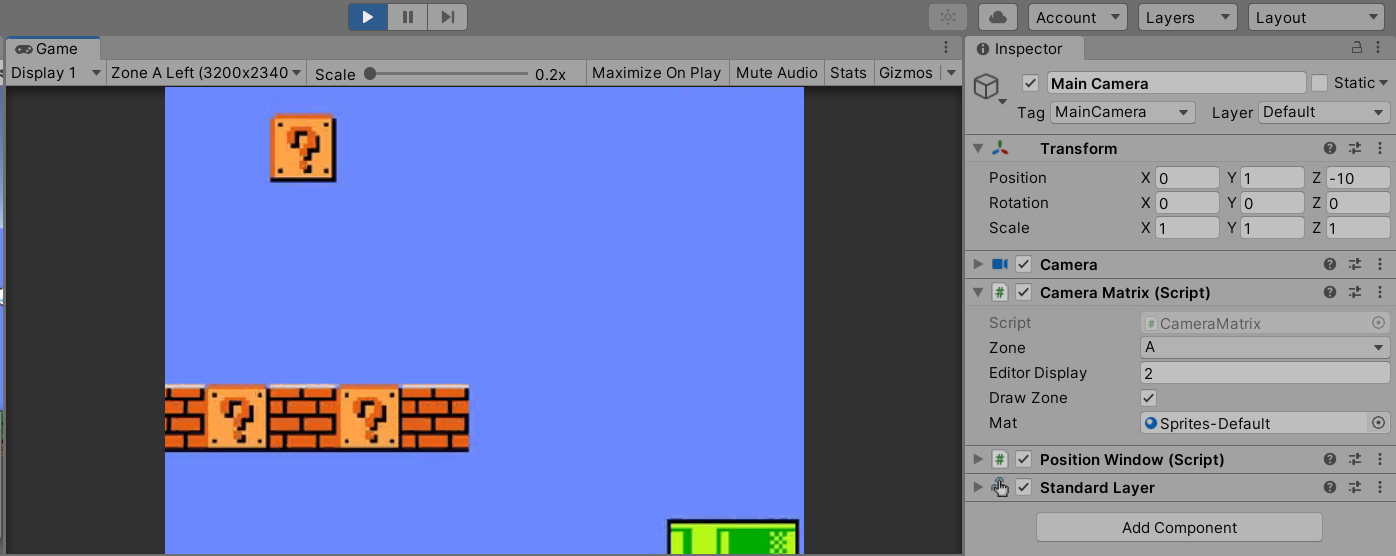 Account
Layers
Layout
Game
Display 1
Zone A Left (3200x2340
Scale
0.2x
Maximize On Play
Mute Audio
Stats
Gizmos
Inspector
Main Camera
Static
Tag MainCamera
Layer Default
Transform
Position X 0 Y 1 Z -10
Rotation X 0 Y 0 Z 0
Scale X 1 Y 1 Z 1
Camera
# Camera Matrix (Script)
Script # CameraMatrix
Zone A
Editor Display 2
Draw Zone
Mat Sprites-Default
# Position Window (Script)
Standard Layer
Add Component
?
? ?